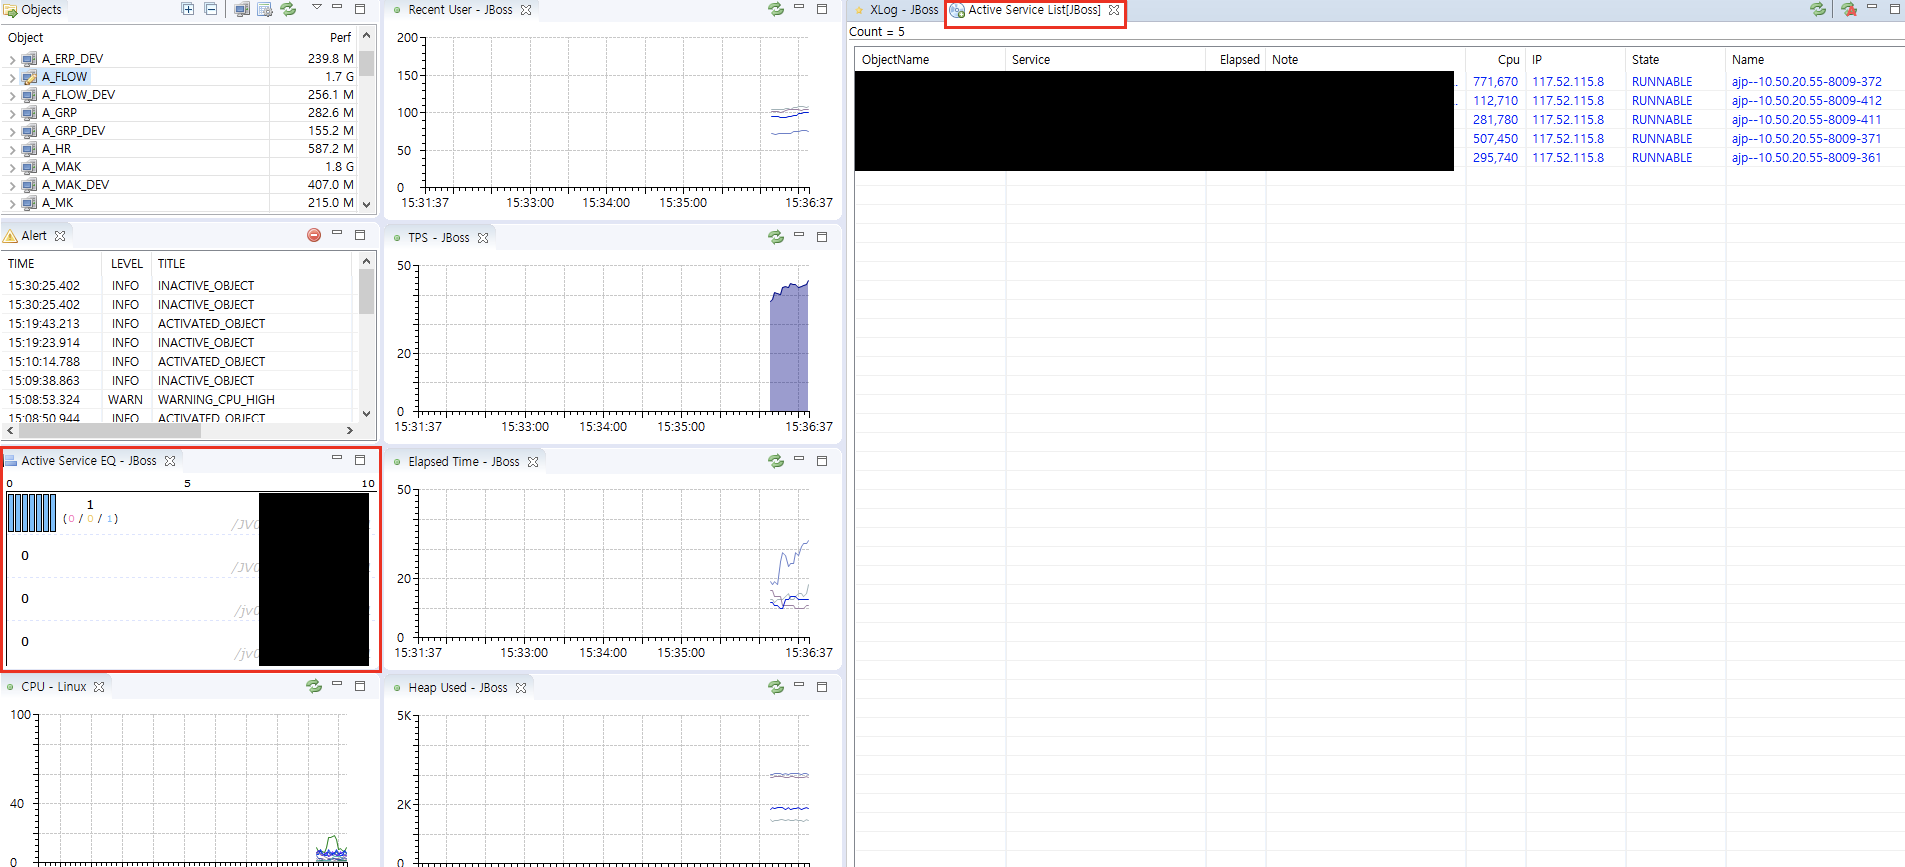 Objects
Object Perf
A_ERP_DEV 239.8 M
A_FLOW 1.7 G
A_FLOW_DEV 256.1 M
A_GRP 282.6 M
A_GRP_DEV 155.2 M
A_HR 587.2 M
A_MAK 1.8 G
A_MAK_DEV 407.0 M
A_MK 215.0 M
Alert
TIME LEVEL TITLE
15:30:25.402 INFO INACTIVE_OBJECT
15:30:25.402 INFO INACTIVE_OBJECT
15:19:43.213 INFO ACTIVATED_OBJECT
15:19:23.914 INFO INACTIVE_OBJECT
15:10:14.788 INFO ACTIVATED_OBJECT
15:09:38.863 INFO INACTIVE_OBJECT
15:08:53.324 WARN WARNING_CPU_HIGH
15:08:50.944 INFO ACTIVATED_OBJECT
Active Service EQ - JBoss
0 5 10
1
(0 / 0 / 1)
/JV0
0
/JV0
0
/jv0
0
/jv0
CPU - Linux
100
40
0
Recent User - JBoss
200
150
100
50
0
15:31:37 15:33:00 15:34:00 15:35:00 15:36:37
TPS - JBoss
50
20
0
15:31:37 15:33:00 15:34:00 15:35:00 15:36:37
Elapsed Time - JBoss
50
20
0
15:31:37 15:33:00 15:34:00 15:35:00 15:36:37
Heap Used - JBoss
5K
2K
0
XLog - JBoss
Active Service List[JBoss]
Count = 5
ObjectName Service Elapsed Note Cpu IP State Name
771,670 117.52.115.8 RUNNABLE ajp--10.50.20.55-8009-372
112,710 117.52.115.8 RUNNABLE ajp--10.50.20.55-8009-412
281,780 117.52.115.8 RUNNABLE ajp--10.50.20.55-8009-411
507,450 117.52.115.8 RUNNABLE ajp--10.50.20.55-8009-371
295,740 117.52.115.8 RUNNABLE ajp--10.50.20.55-8009-361